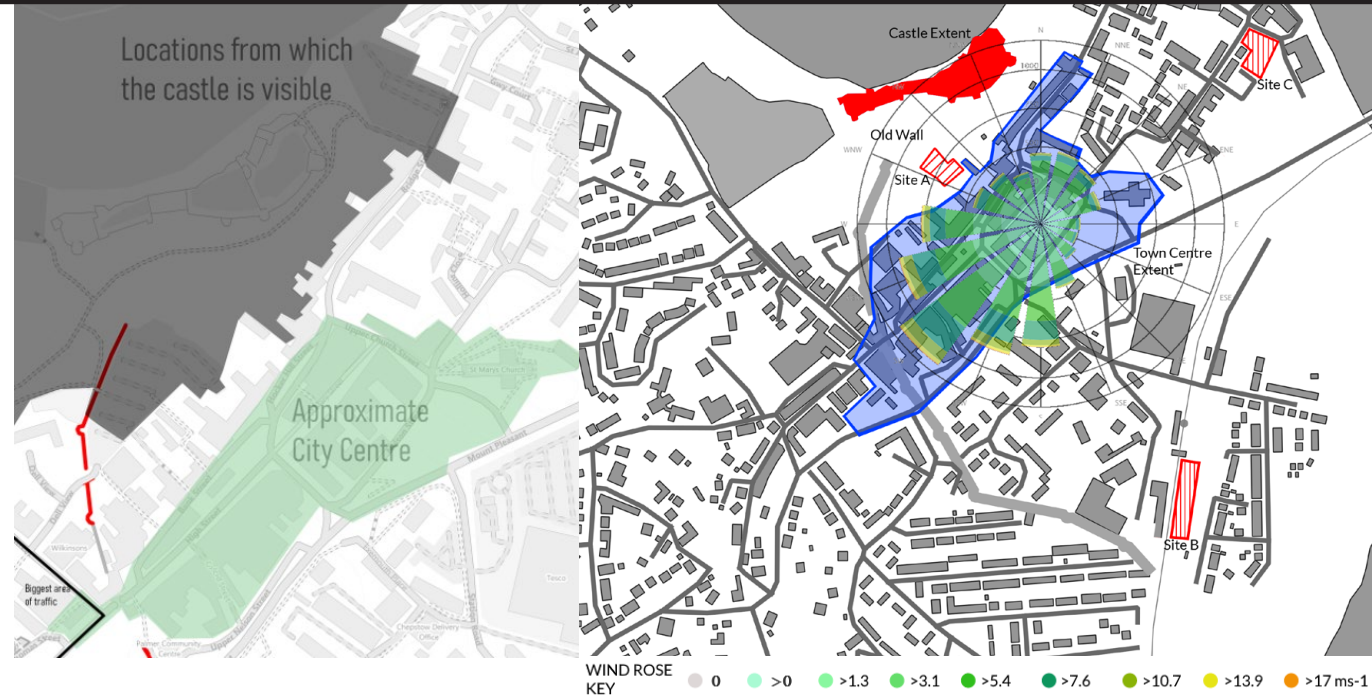 Locations from which
the castle is visible
Approximate
City Centre
St Marys Church
Mount Pleasant
Wilkinsons
Biggest area
of traffic
Tesco
Chepstow Delivery
Office
Palmer Community
Centre
Castle Extent
Old Wall
Site A
Site C
Town Centre
Extent
Site B
N
NNE
NE
ENE
E
ESE
SSE
W
WNW
1600
WIND ROSE
KEY
0
>0
>1.3
>3.1
>5.4
>7.6
>10.7
>13.9
>17 ms-1